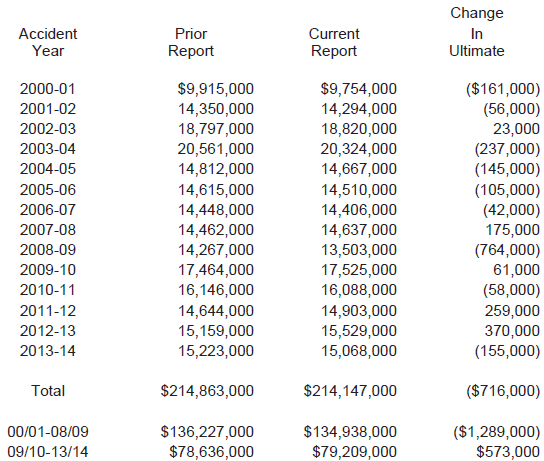 Change
Accident Prior Current In
Year Report Report Ultimate
2000-01 $9,915,000 $9,754,000 ($161,000)
2001-02 14,350,000 14,294,000 (56,000)
2002-03 18,797,000 18,820,000 23,000
2003-04 20,561,000 20,324,000 (237,000)
2004-05 14,812,000 14,667,000 (145,000)
2005-06 14,615,000 14,510,000 (105,000)
2006-07 14,448,000 14,406,000 (42,000)
2007-08 14,462,000 14,637,000 175,000
2008-09 14,267,000 13,503,000 (764,000)
2009-10 17,464,000 17,525,000 61,000
2010-11 16,146,000 16,088,000 (58,000)
2011-12 14,644,000 14,903,000 259,000
2012-13 15,159,000 15,529,000 370,000
2013-14 15,223,000 15,068,000 (155,000)
Total $214,863,000 $214,147,000 ($716,000)
00/01-08/09 $136,227,000 $134,938,000 ($1,289,000)
09/10-13/14 $78,636,000 $79,209,000 $573,000